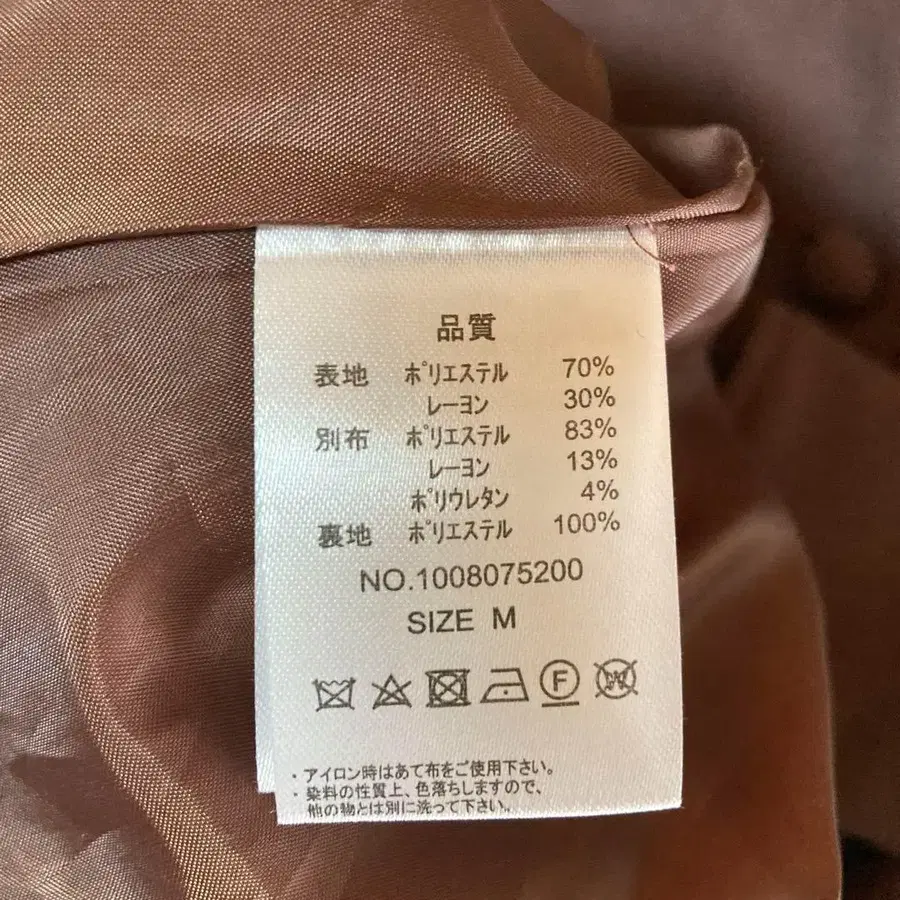 品質
表地 ポリエステル 70%
レーヨン 30%
別布 ポリエステル 83%
レーヨン 13%
ポリウレタン 4%
裏地 ポリエステル 100%
NO.1008075200
SIZE M
F W
・アイロン時はあて布をご使用下さい。
・染料の性質上、色落ちしますので、
他の物とは別に洗って下さい。